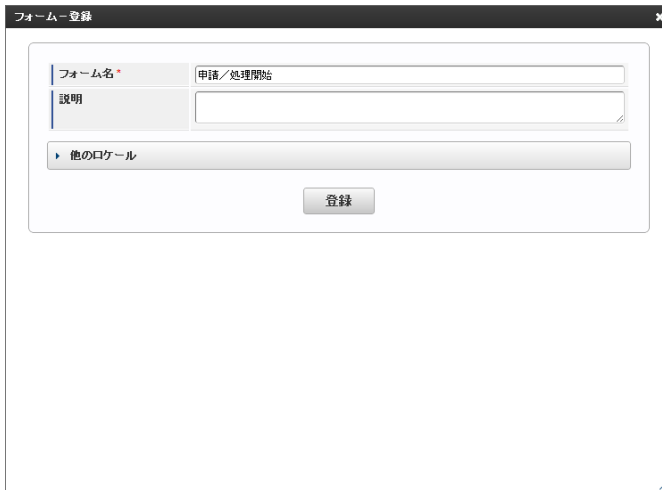 フォーム－登録
フォーム名*
申請／処理開始
説明
他のロケール
登録